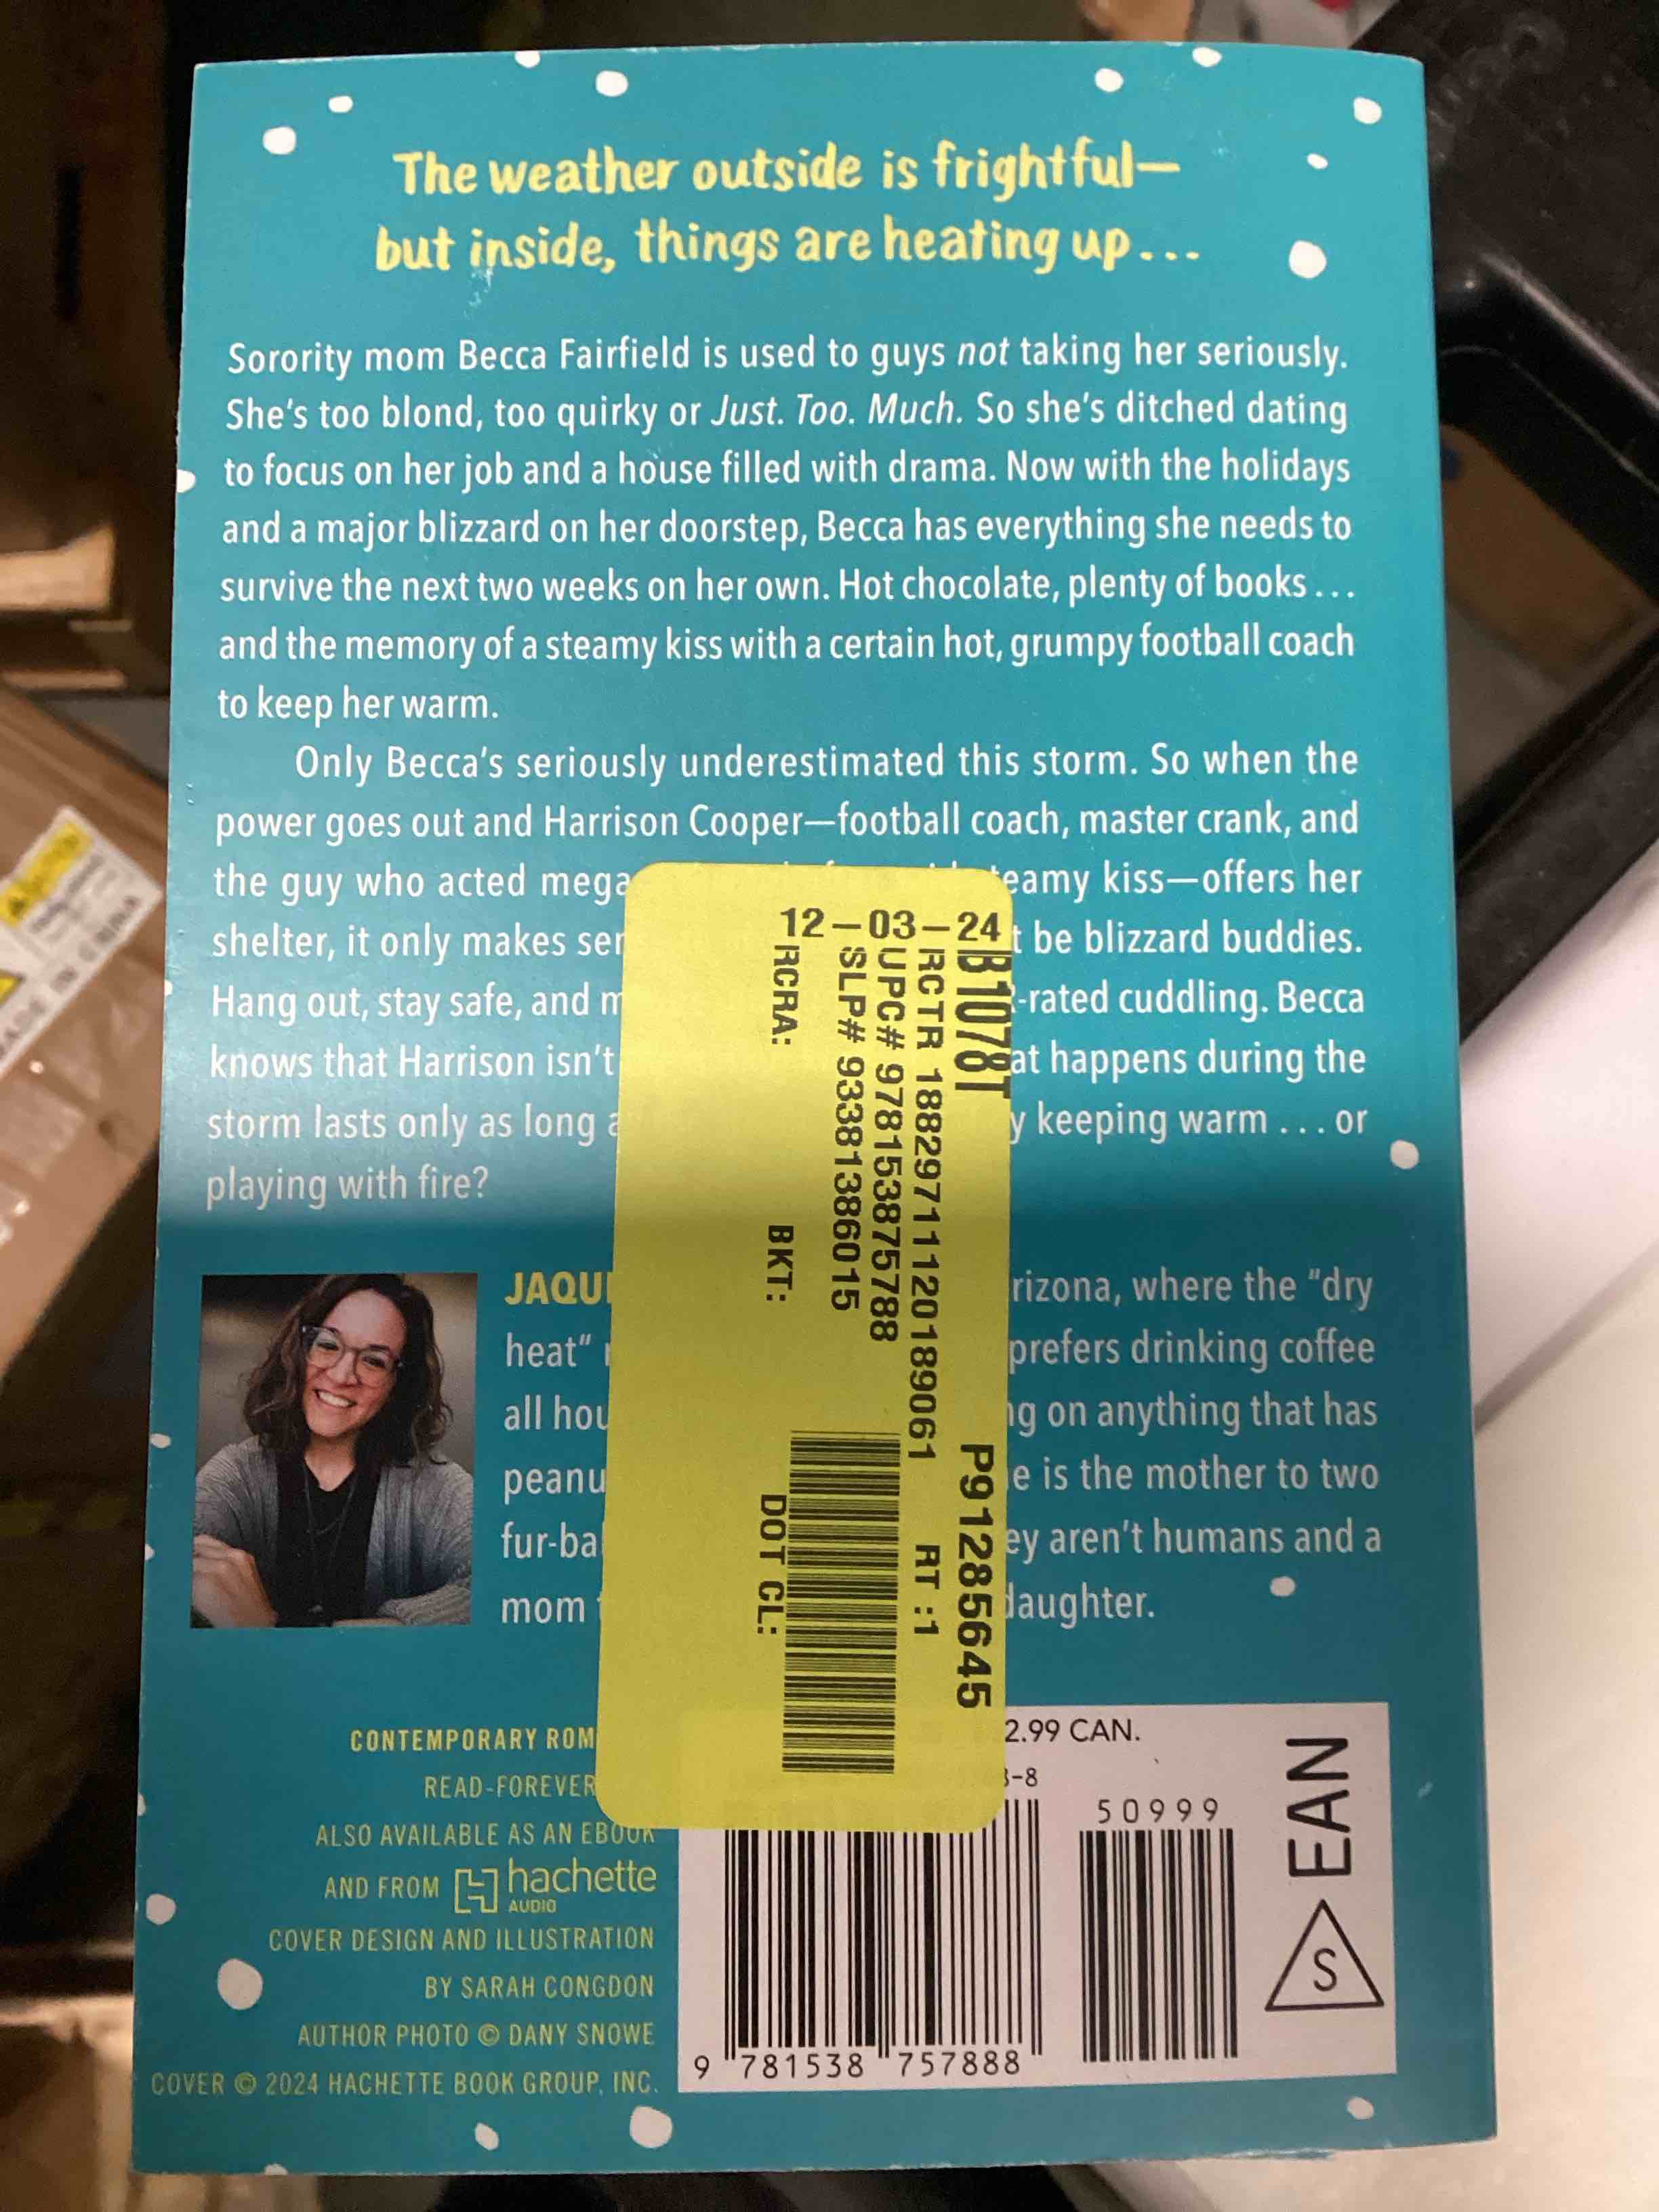 The weather outside is frightful—
but inside, things are heating up...
Sorority mom Becca Fairfield is used to guys not taking her seriously.
She's too blond, too quirky or Just. Too. Much. So she's ditched dating
to focus on her job and a house filled with drama. Now with the holidays
and a major blizzard on her doorstep, Becca has everything she needs to
survive the next two weeks on her own. Hot chocolate, plenty of books...
and the memory of a steamy kiss with a certain hot, grumpy football coach
to keep her warm.
Only Becca's seriously underestimated this storm. So when the
power goes out and Harrison Cooper—football coach, master crank, and
the guy who acted mega eamy kiss—offers her
shelter, it only makes be blizzard buddies.
Hang out, stay safe, and -rated cuddling. Becca
knows that Harrison isn't happens during the
storm lasts only as long keeping warm ... or
playing with fire?
12-03-24
B1078T
P91285645
RCTR 18829711120189061 RT :1
UPC# 9781538757888
SLP# 93381386015
RCRA: BKT: DOT CL:
JAQU rizona, where the "dry
heat" prefers drinking coffee
all hou ng on anything that has
peanu e is the mother to two
fur-ba ey aren't humans and a
mom daughter.
CONTEMPORARY ROM
READ-FOREVER
ALSO AVAILABLE AS AN EBOOK
AND FROM hachette
AUDIO
COVER DESIGN AND ILLUSTRATION
BY SARAH CONGDON
AUTHOR PHOTO © DANY SNOWE
COVER © 2024 HACHETTE BOOK GROUP, INC.
2.99 CAN.
-8
50999
9 781538 757888
EAN
S
MADE IN CHINA